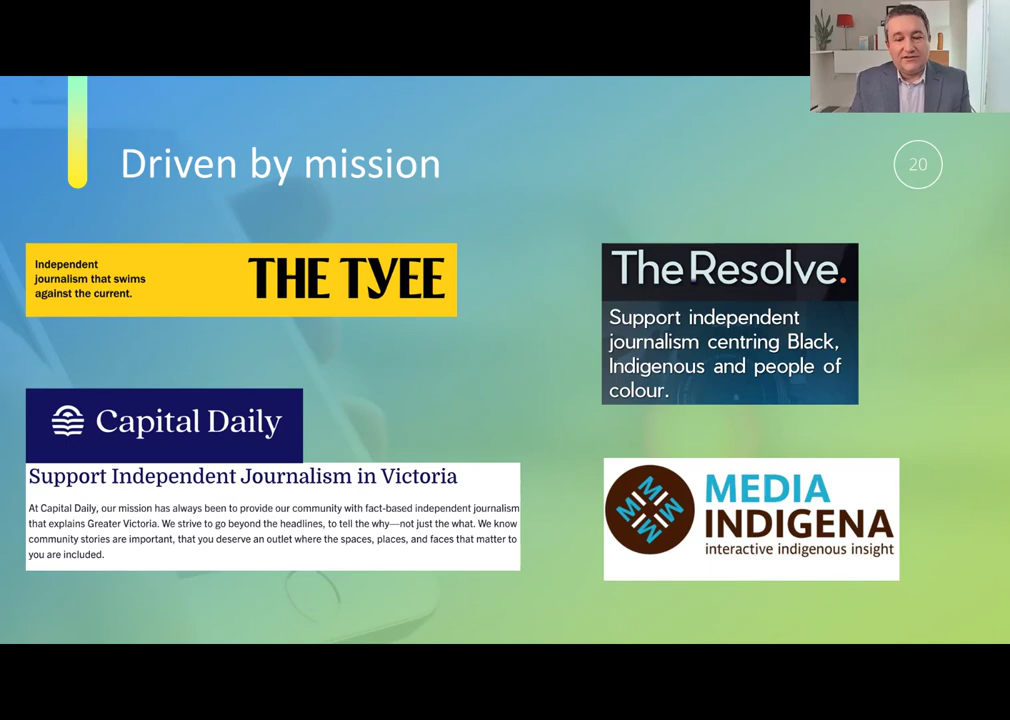 Driven by mission
20
Independent
journalism that swims
against the current.
THE TYEE
Capital Daily
Support Independent Journalism in Victoria
At Capital Daily, our mission has always been to provide our community with fact-based independent journalism
that explains Greater Victoria. We strive to go beyond the headlines, to tell the why—not just the what. We know
community stories are important, that you deserve an outlet where the spaces, places, and faces that matter to
you are included.
The Resolve.
Support independent
journalism centring Black,
Indigenous and people of
colour.
MI MI MI MI
MEDIA
INDIGENA
interactive indigenous insight